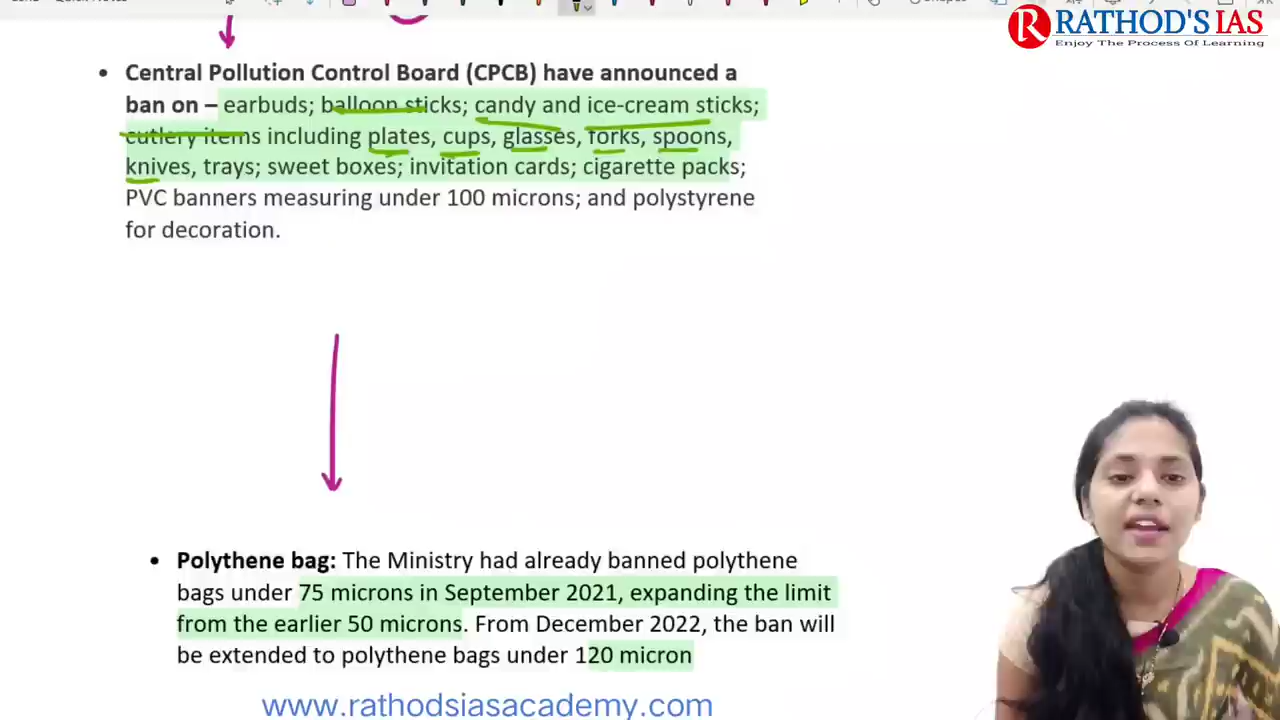 RATHOD'S IAS
Enjoy The Process Of Learning
• Central Pollution Control Board (CPCB) have announced a
ban on – earbuds; balloon sticks; candy and ice-cream sticks;
cutlery items including plates, cups, glasses, forks, spoons,
knives, trays; sweet boxes; invitation cards; cigarette packs;
PVC banners measuring under 100 microns; and polystyrene
for decoration.
• Polythene bag: The Ministry had already banned polythene
bags under 75 microns in September 2021, expanding the limit
from the earlier 50 microns. From December 2022, the ban will
be extended to polythene bags under 120 micron
www.rathodsiasacademy.com